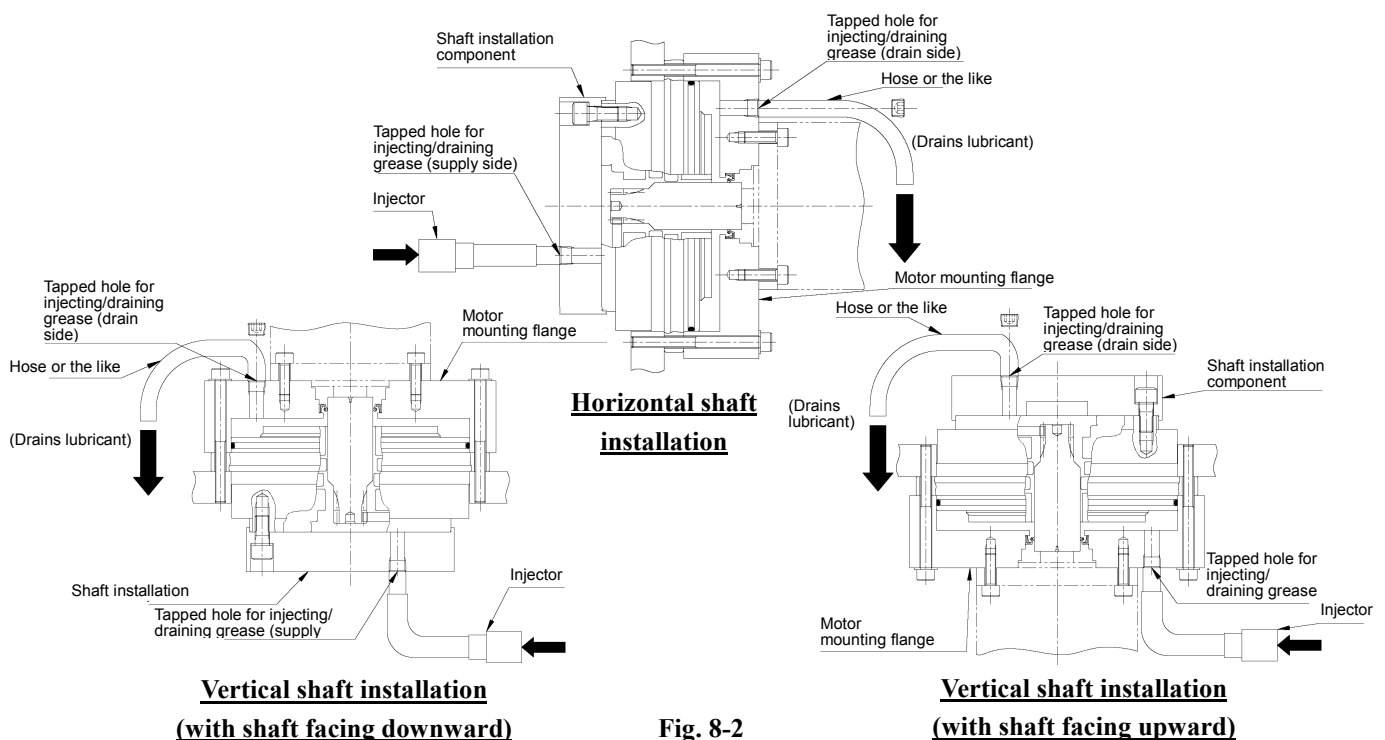 Tapped hole for
injecting/draining
grease (drain side)
Shaft installation
component
Hose or the like
(Drains lubricant)
Tapped hole for
injecting/draining
grease (supply side)
Injector
Motor mounting flange
Horizontal shaft
installation
Tapped hole for
injecting/draining
grease (drain
side)
Motor
mounting flange
Hose or the like
(Drains lubricant)
Shaft installation
Tapped hole for injecting/
draining grease (supply
Injector
Vertical shaft installation
(with shaft facing downward)
Hose or the like
Tapped hole for
injecting/draining
grease (drain side)
Shaft installation
component
(Drains
lubricant)
Tapped hole for
injecting/
draining grease
Injector
Motor
mounting flange
Vertical shaft installation
(with shaft facing upward)
Fig. 8-2